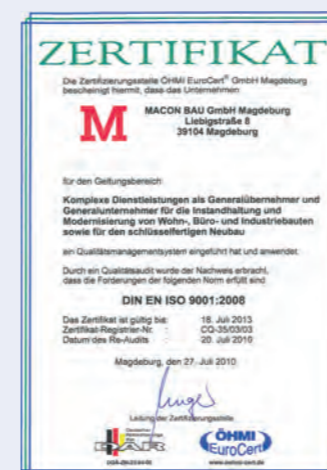 ZERTIFIKAT
Die Zertifizierungsstelle ÖHMI EuroCert® GmbH Magdeburg
bescheinigt hiermit, dass das Unternehmen
M
MACON BAU GmbH Magdeburg
Liebigstraße 8
39104 Magdeburg
für den Geltungsbereich
Komplexe Dienstleistungen als Generalübernehmer und
Generalunternehmer für die Instandhaltung und
Modernisierung von Wohn-, Büro- und Industriebauten
sowie für den schlüsselfertigen Neubau
ein Qualitätsmanagementsystem eingeführt hat und anwendet.
Durch ein Qualitätsaudit wurde der Nachweis erbracht,
dass die Forderungen der folgenden Norm erfüllt sind
DIN EN ISO 9001:2008
Das Zertifikat ist gültig bis: 18. Juli 2013
Zertifikat-Registrier-Nr. : CQ-35/03/03
Datum des Re-Audits : 20. Juli 2010
Magdeburg, den 27. Juli 2010
Leitung der Zertifizierungsstelle
DAR
ÖHMI
EuroCert